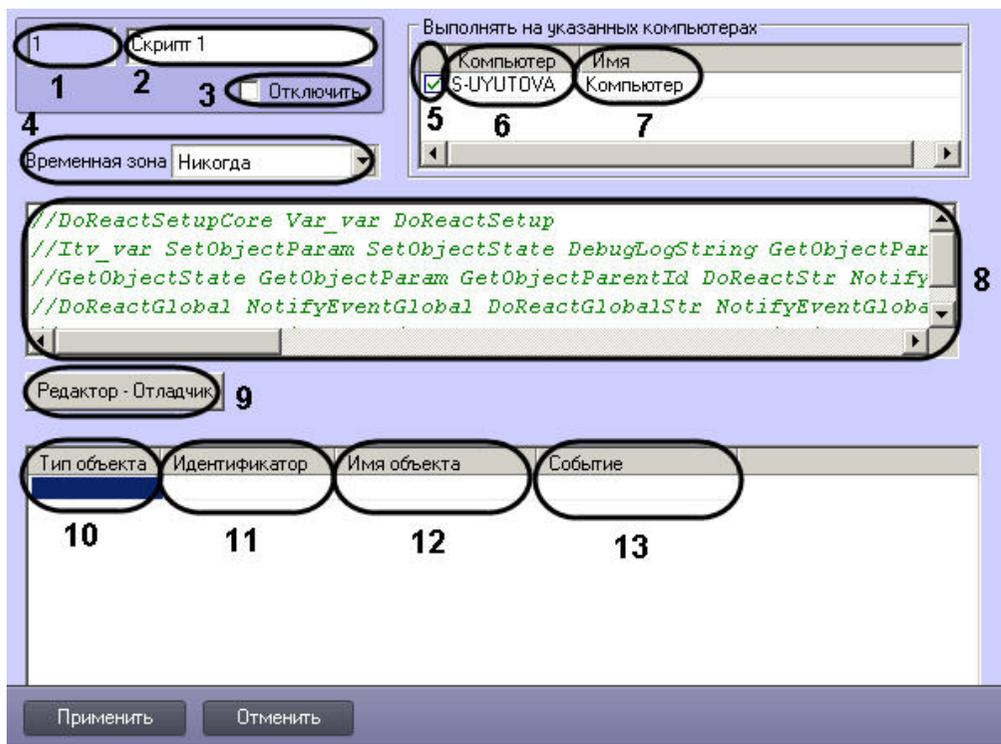 1
Скрипт 1
1
2
3
Отключить
4
Временная зона
Никогда
Выполнять на указанных компьютерах
Компьютер
Имя
S-UYUTOVA
Компьютер
5
6
7
//DoReactSetupCore Var_var DoReactSetup
//Itv_var SetObjectParam SetObjectState DebugLogString GetObjectPar
//GetObjectState GetObjectParam GetObjectParentId DoReactStr Notify
//DoReactGlobal NotifyEventGlobal DoReactGlobalStr NotifyEventGloba
8
Редактор - Отладчик
9
Тип объекта
Идентификатор
Имя объекта
Событие
10
11
12
13
Применить
Отменить